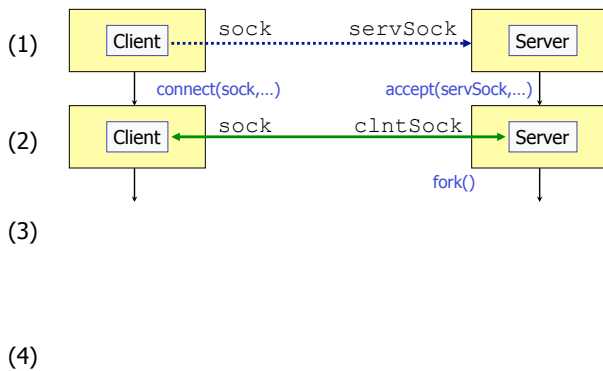 (1) Client sock servSock Server
connect(sock,...) accept(servSock,...)
(2) Client sock clntSock Server
fork()
(3)
(4)